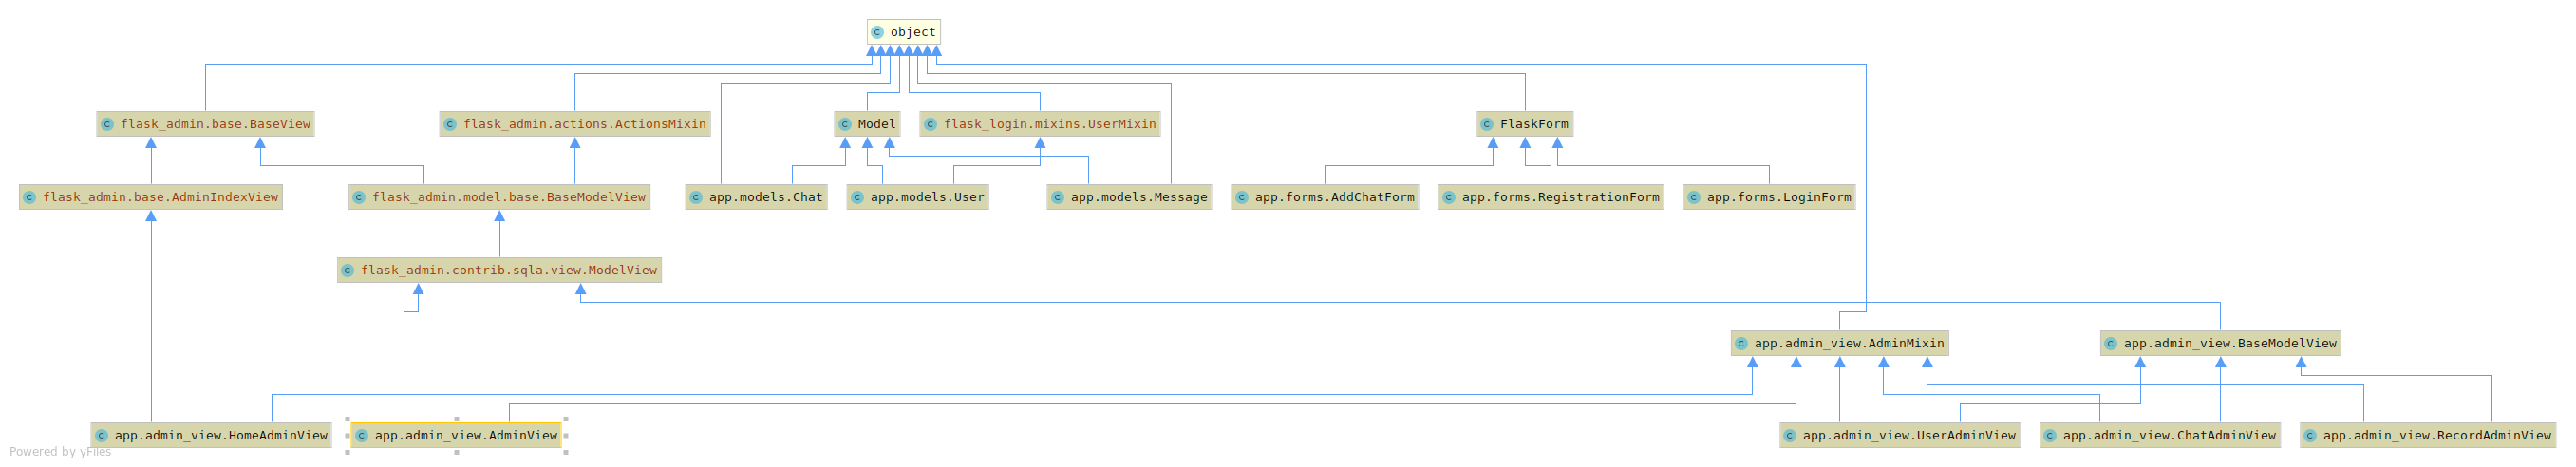 C object
C flask_admin.base.BaseView
C flask_admin.actions.ActionsMixin
C Model
C flask_login.mixins.UserMixin
C FlaskForm
C flask_admin.base.AdminIndexView
C flask_admin.model.base.BaseModelView
C app.models.Chat
C app.models.User
C app.models.Message
C app.forms.AddChatForm
C app.forms.RegistrationForm
C app.forms.LoginForm
C flask_admin.contrib.sqla.view.ModelView
C app.admin_view.AdminMixin
C app.admin_view.BaseModelView
C app.admin_view.HomeAdminView
C app.admin_view.AdminView
C app.admin_view.UserAdminView
C app.admin_view.ChatAdminView
C app.admin_view.RecordAdminView
Powered by yFiles